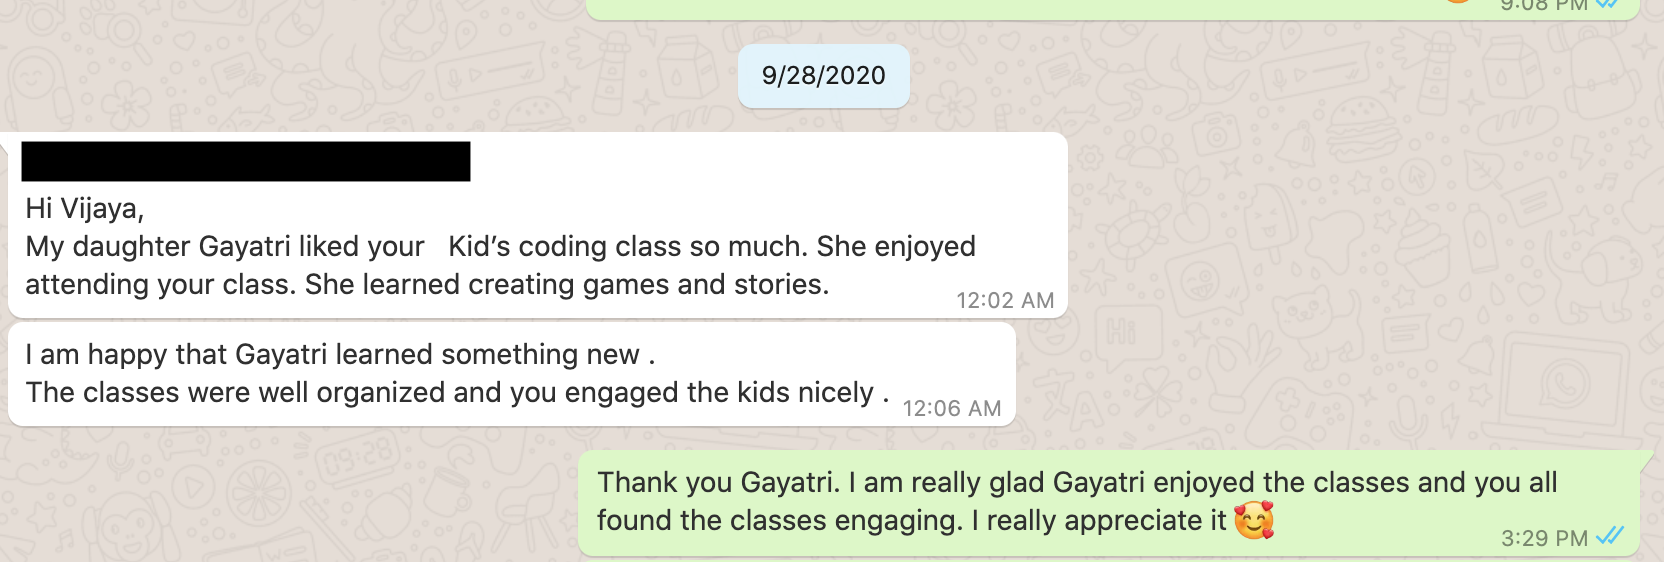 9:08 PM
9/28/2020
Hi Vijaya,
My daughter Gayatri liked your   Kid’s coding class so much. She enjoyed
attending your class. She learned creating games and stories.
12:02 AM
I am happy that Gayatri learned something new .
The classes were well organized and you engaged the kids nicely .
12:06 AM
Thank you Gayatri. I am really glad Gayatri enjoyed the classes and you all
found the classes engaging. I really appreciate it 🥰
3:29 PM
Hi
09:28